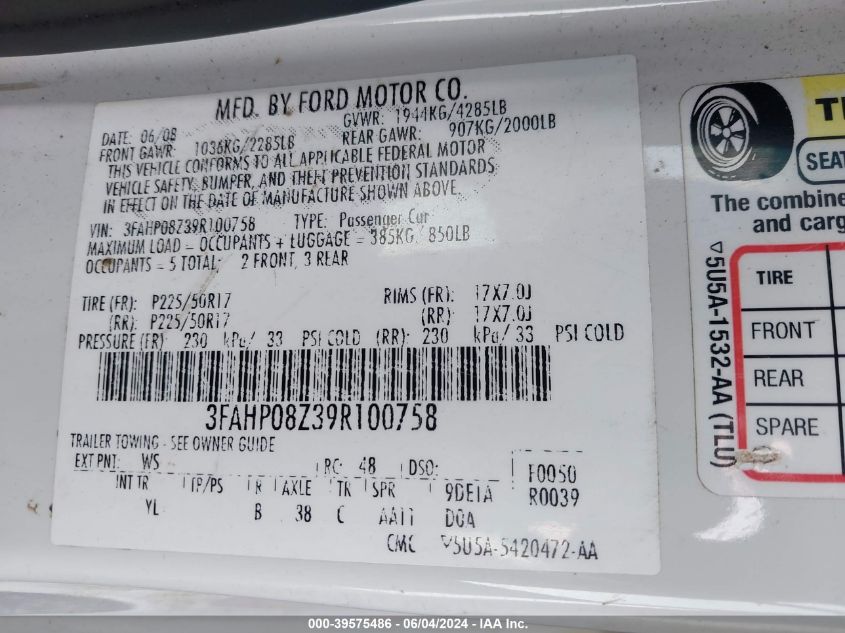 MFD. BY FORD MOTOR CO.
DATE: 06/08 GVWR: 1944KG/4285LB
FRONT GAWR: 1036KG/2285LB REAR GAWR: 907KG/2000LB
THIS VEHICLE CONFORMS TO ALL APPLICABLE FEDERAL MOTOR
VEHICLE SAFETY, BUMPER, AND THEFT PREVENTION STANDARDS
IN EFFECT ON THE DATE OF MANUFACTURE SHOWN ABOVE.
VIN: 3FAHP08Z39R100758 TYPE: Passenger Car
MAXIMUM LOAD = OCCUPANTS + LUGGAGE = 385KG/ 850LB
OCCUPANTS = 5 TOTAL; 2 FRONT, 3 REAR
TIRE (FR): P225/50R17 RIMS (FR): 17X7.0J
(RR): P225/50R17 (RR): 17X7.0J
PRESSURE (FR): 230 kPa/ 33 PSI COLD (RR): 230 kPa/ 33 PSI COLD
3FAHP08Z39R100758
TRAILER TOWING - SEE OWNER GUIDE
EXT PNT: WS RC: 48 DSO: F0050
INT TR TP/PS R AXLE TR SPR 9DE1A R0039
YL B 38 C AA11 DOA
CMC ▽5U5A-5420472-AA
SEAT
The combine
and carg
▽5U5A-1532-AA (TLU)
TIRE
FRONT
REAR
SPARE
000-39575486 - 06/04/2024 - IAAI.COM